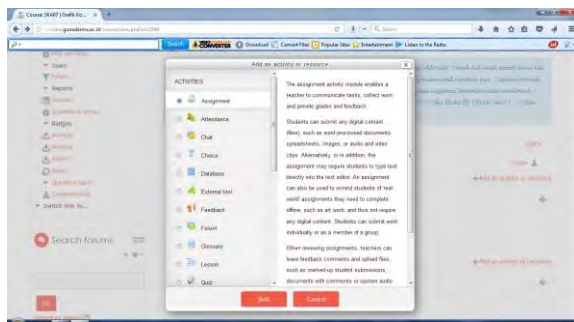 Course: 3KA07 | Grafik Ko...
Search
Search
CONVERTER
Download
Convert Files
Popular Sites
Entertainment
Listen to the Radio
Add an activity or resource
Users
Filters
Reports
Badges
Switch role to...
Search forums
Go
ACTIVITIES
Assignment
Attendance
Chat
Choice
Database
External tool
Feedback
Forum
Glossary
Lesson
Quiz
The assignment activity module enables a
teacher to communicate tasks, collect work
and provide grades and feedback.
Students can submit any digital content
(files), such as word-processed documents,
spreadsheets, images, or audio and video
clips. Alternatively, or in addition, the
assignment may require students to type text
directly into the text editor. An assignment
can also be used to remind students of 'real-
world' assignments they need to complete
offline, such as art work, and thus not require
any digital content. Students can submit work
individually or as a member of a group.
When reviewing assignments, teachers can
leave feedback comments and upload files,
such as marked-up student submissions,
documents with comments or spoken audio
Add
Cancel
Add an activity or resource
Add an activity or resource